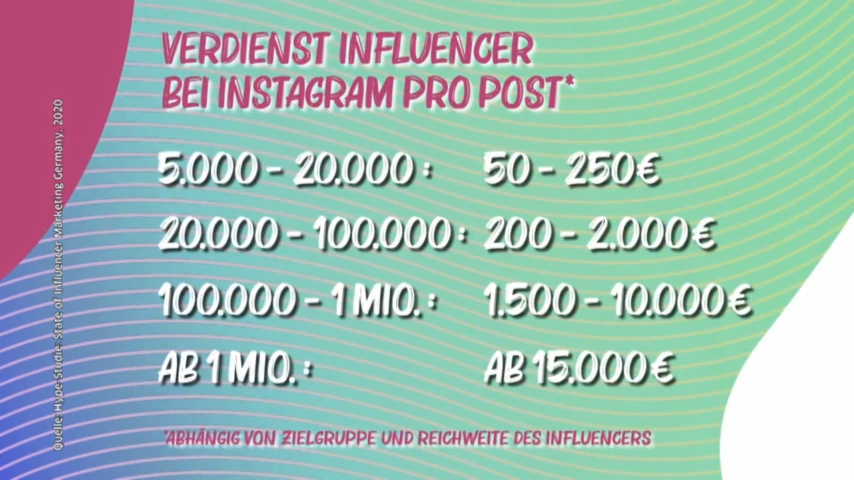 VERDIENST INFLUENCER
BEI INSTAGRAM PRO POST*
5.000 - 20.000 : 50 - 250€
20.000 - 100.000 : 200 - 2.000€
100.000 - 1 MIO. : 1.500 - 10.000€
AB 1 MIO. : AB 15.000€
*ABHÄNGIG VON ZIELGRUPPE UND REICHWEITE DES INFLUENCERS
Quelle: Hype-Studie: State of Influencer Marketing Germany, 2020